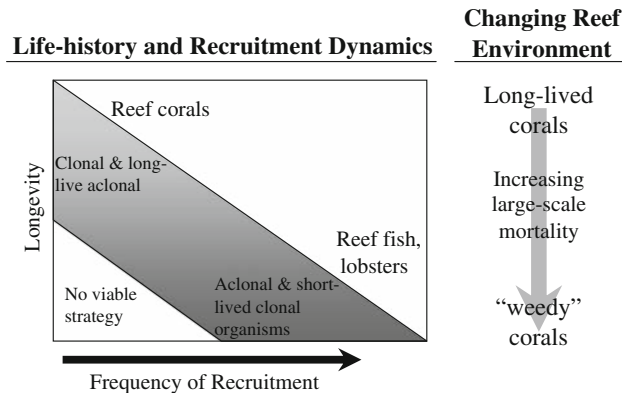 Life-history and Recruitment Dynamics
Changing Reef
Environment
Reef corals
Clonal & long-
live aclonal
Longevity
Reef fish,
lobsters
No viable
strategy
Aclonal & short-
lived clonal
organisms
Frequency of Recruitment
Long-lived
corals
Increasing
large-scale
mortality
“weedy”
corals